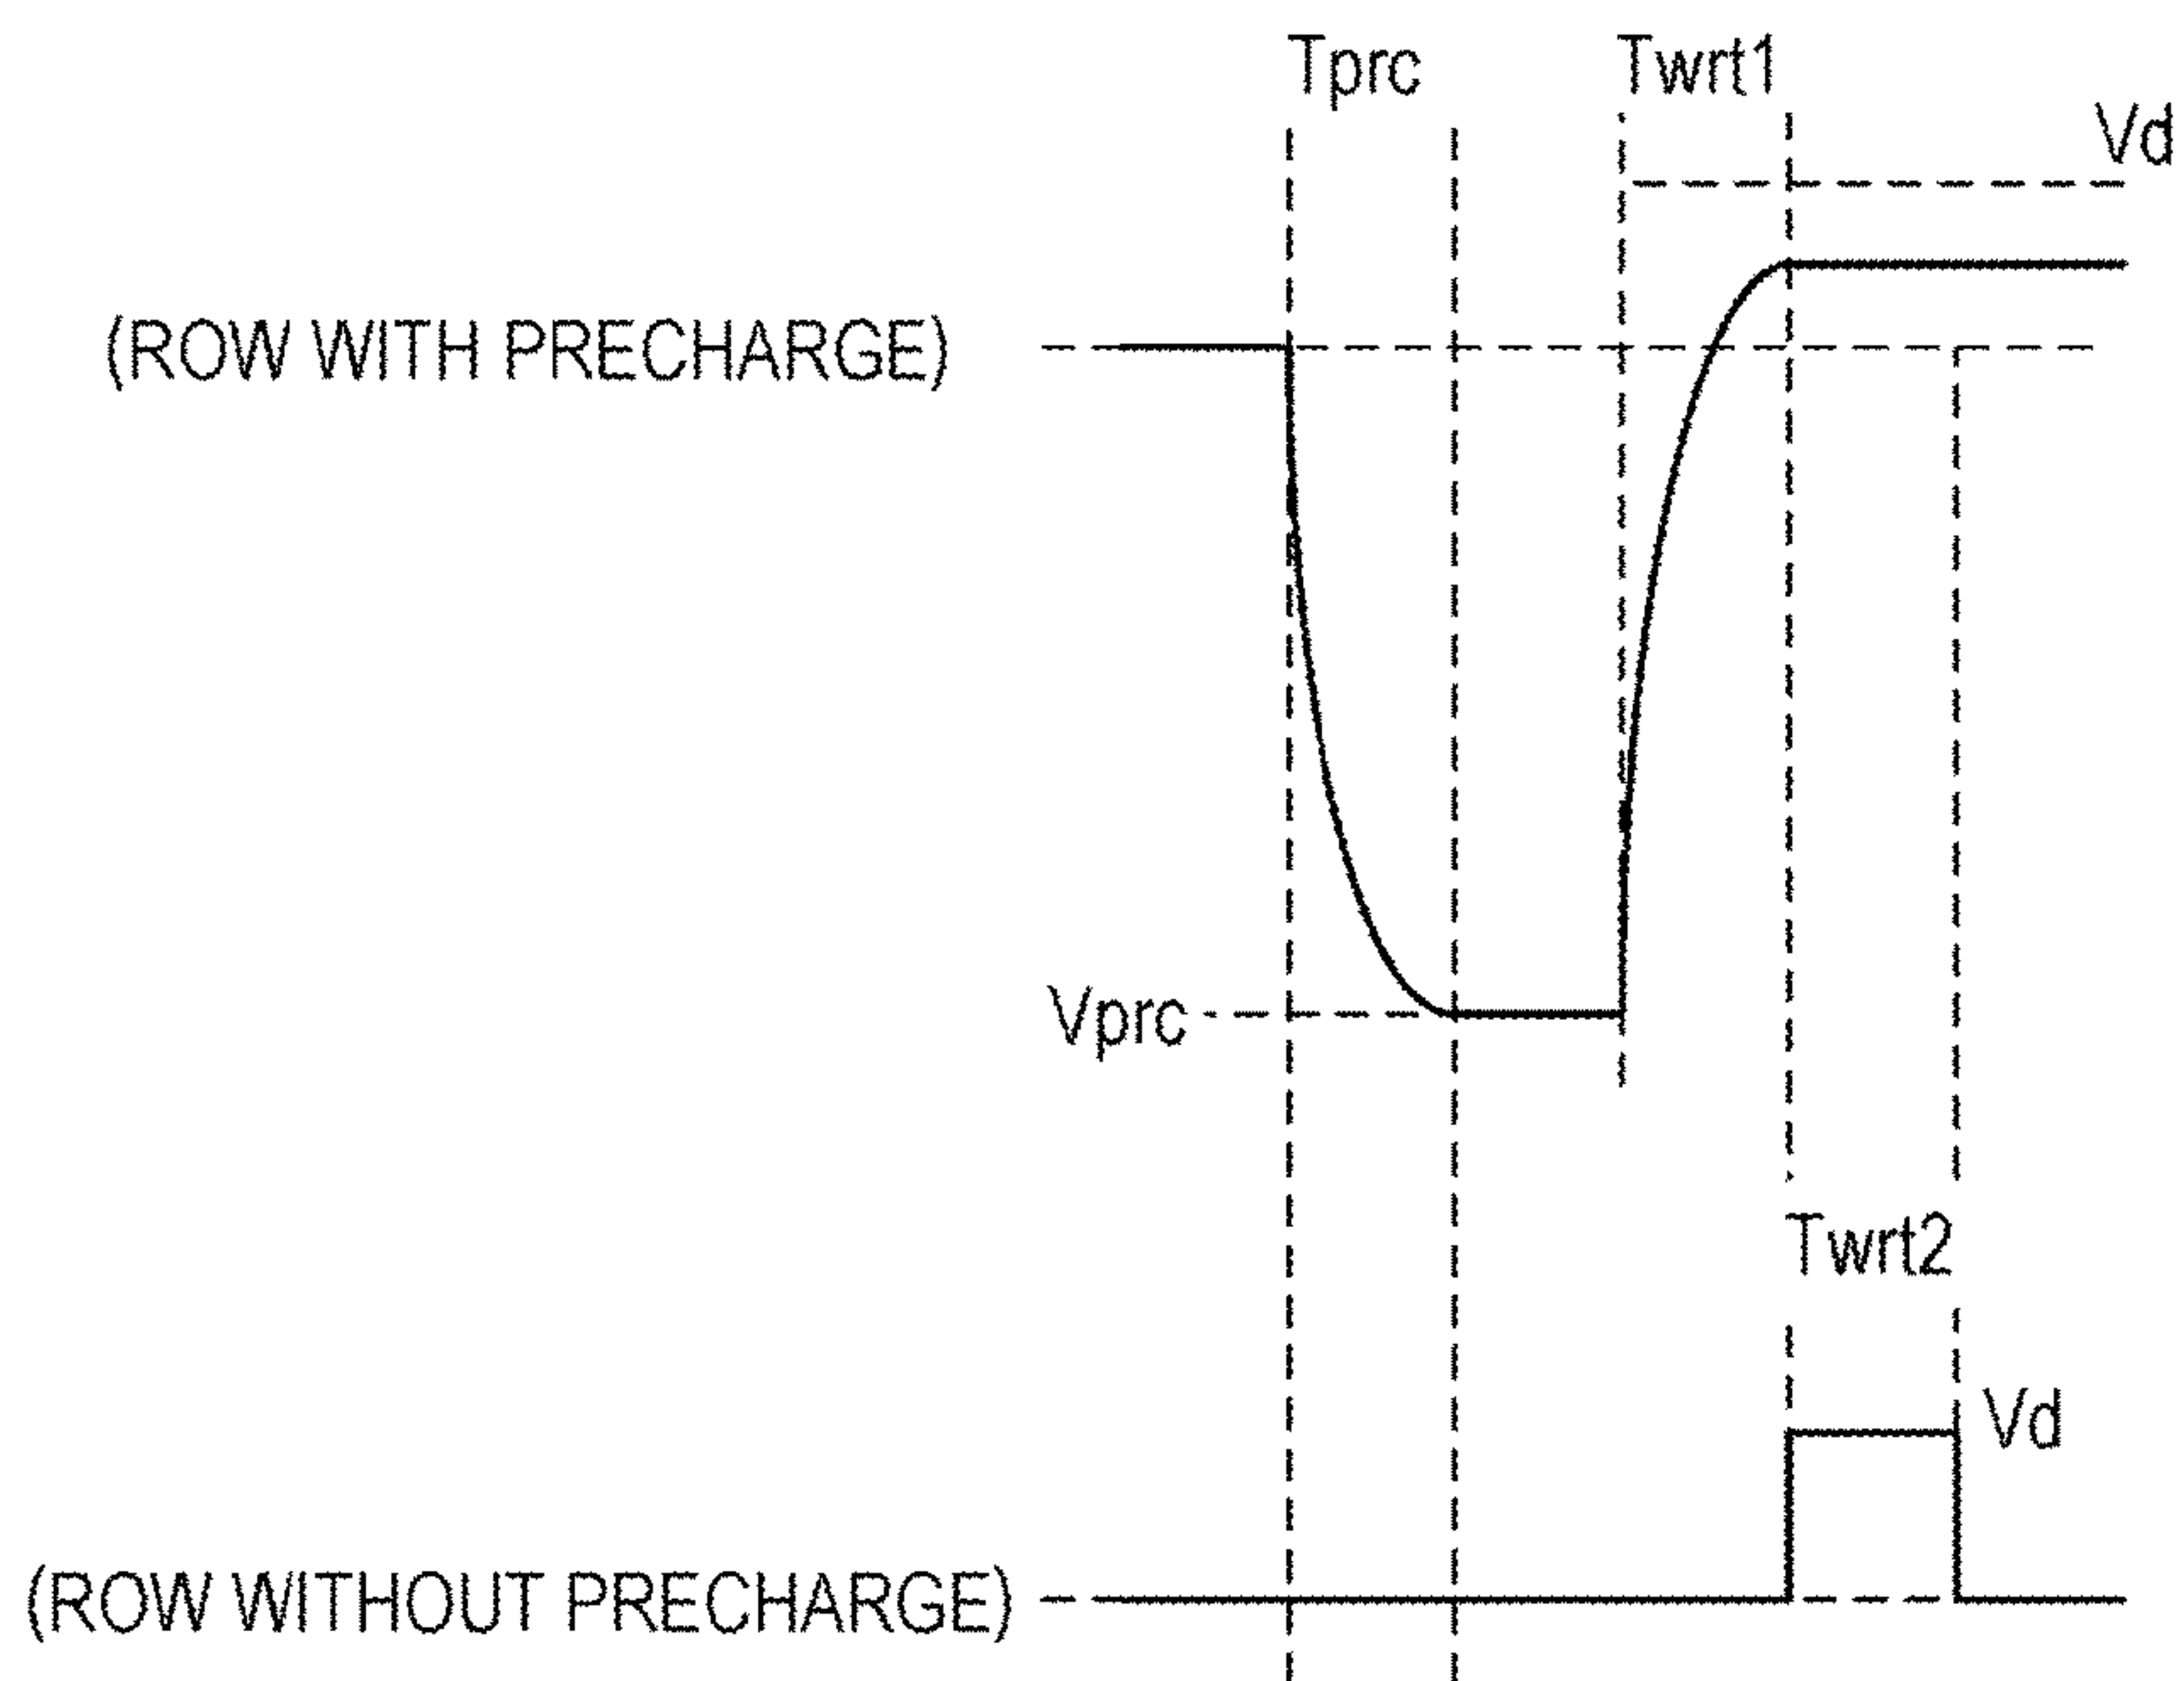 Tprc
Twrt1
Vd
(ROW WITH PRECHARGE)
Vprc
Twrt2
Vd
(ROW WITHOUT PRECHARGE)